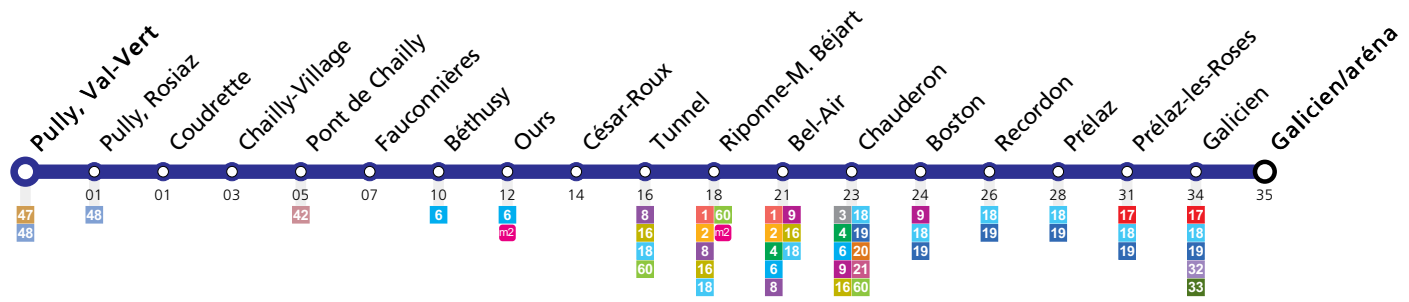 Pully, Val-Vert
Pully, Rosiaz
Coudrette
Chailly-Village
Pont de Chailly
Fauconnières
Béthusy
Ours
César-Roux
Tunnel
Riponne-M. Béjart
Bel-Air
Chauderon
Boston
Recordon
Prélaz
Prélaz-les-Roses
Galicien
Galicien/aréna
01 01 03 05 07 10 12 14 16 18 21 23 24 26 28 31 34 35
47 48 42 6 6 8 1 60 1 9 3 18 9 18 18 17 17
48 m2 16 2 m2 2 16 4 19 18 19 19 18 18
18 8 4 18 6 20 19 19 19
60 16 6 9 21 32
18 8 16 60 33